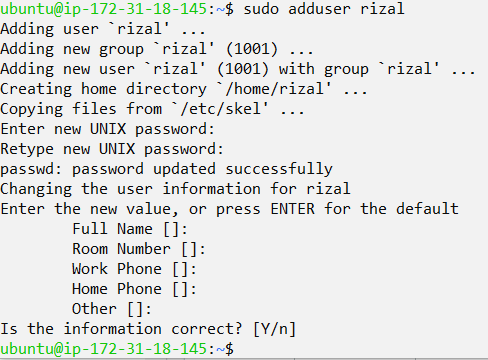 ubuntu@ip-172-31-18-145:~$ sudo adduser rizal
Adding user `rizal' ...
Adding new group `rizal' (1001) ...
Adding new user `rizal' (1001) with group `rizal' ...
Creating home directory `/home/rizal' ...
Copying files from `/etc/skel' ...
Enter new UNIX password:
Retype new UNIX password:
passwd: password updated successfully
Changing the user information for rizal
Enter the new value, or press ENTER for the default
Full Name []:
Room Number []:
Work Phone []:
Home Phone []:
Other []:
Is the information correct? [Y/n]
ubuntu@ip-172-31-18-145:~$